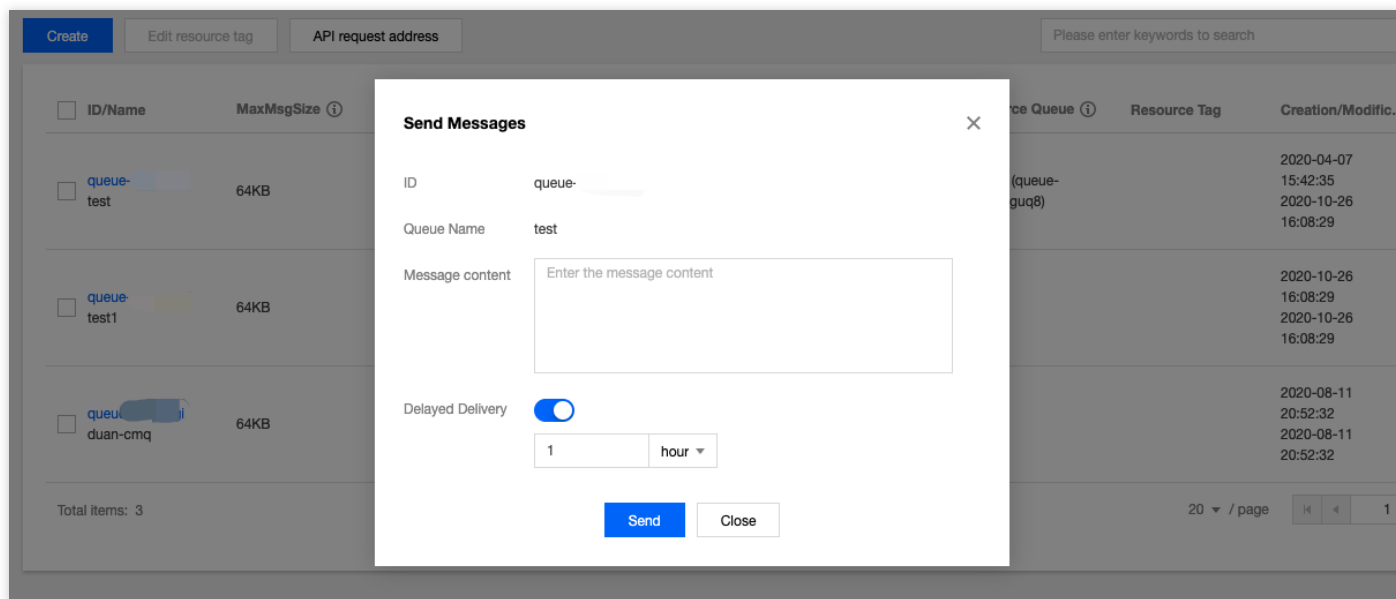 Create Edit resource tag API request address Please enter keywords to search
ID/Name MaxMsgSize rce Queue Resource Tag Creation/Modific..
Send Messages
ID queue-
Queue Name test
Message content Enter the message content
Delayed Delivery
1 hour
Send Close
queue-
test
64KB
(queue-
guq8)
2020-04-07
15:42:35
2020-10-26
16:08:29
queue-
test1
64KB
2020-10-26
16:08:29
2020-10-26
16:08:29
duan-cmq
64KB
2020-08-11
20:52:32
2020-08-11
20:52:32
Total items: 3 20 / page 1